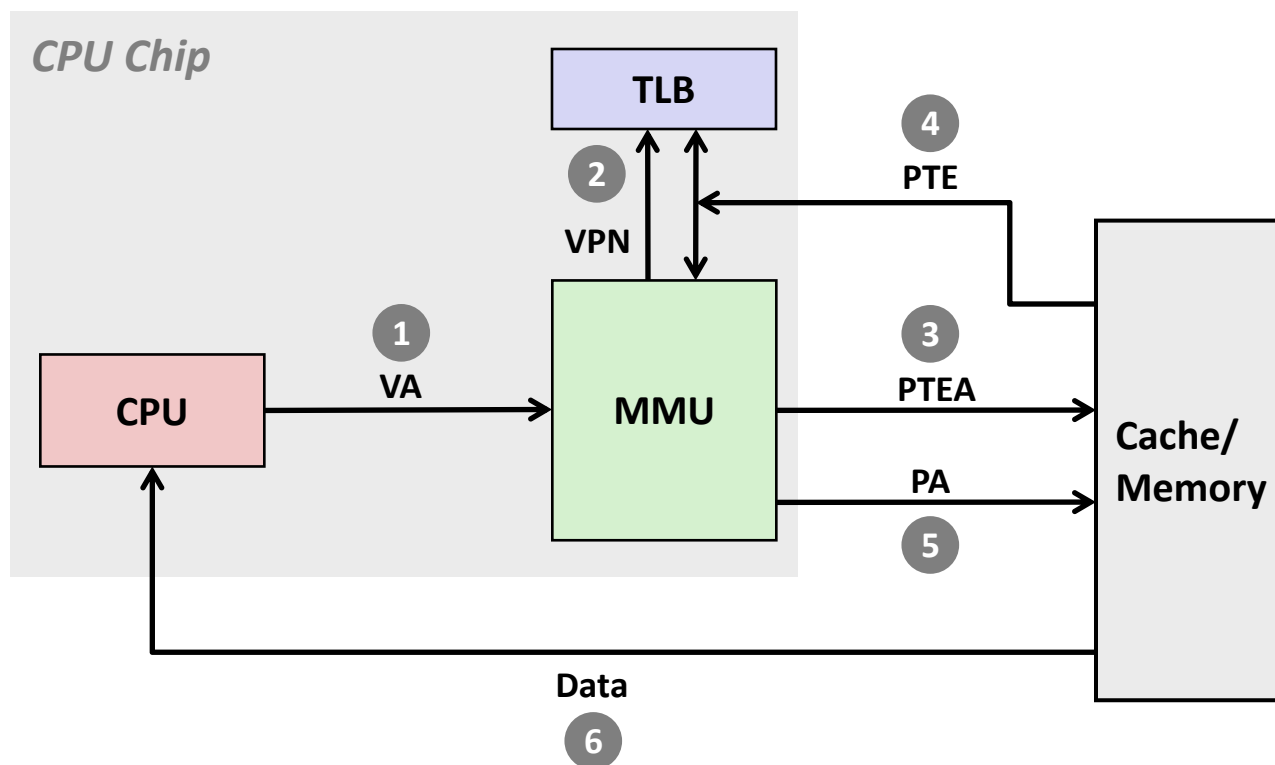 CPU Chip
TLB
4
PTE
2
VPN
1
VA
3
PTEA
CPU
MMU
Cache/
Memory
PA
5
Data
6